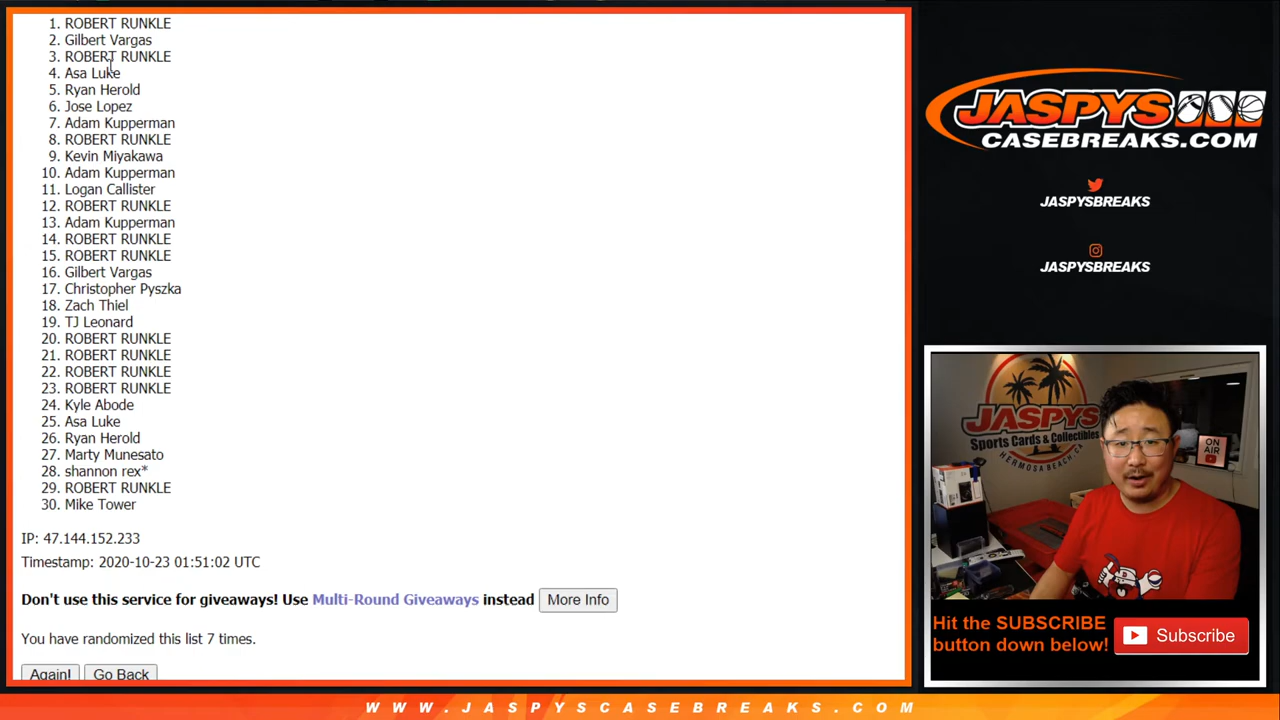 1. ROBERT RUNKLE
2. Gilbert Vargas
3. ROBERT RUNKLE
4. Asa Luke
5. Ryan Herold
6. Jose Lopez
7. Adam Kupperman
8. ROBERT RUNKLE
9. Kevin Miyakawa
10. Adam Kupperman
11. Logan Callister
12. ROBERT RUNKLE
13. Adam Kupperman
14. ROBERT RUNKLE
15. ROBERT RUNKLE
16. Gilbert Vargas
17. Christopher Pyszka
18. Zach Thiel
19. TJ Leonard
20. ROBERT RUNKLE
21. ROBERT RUNKLE
22. ROBERT RUNKLE
23. ROBERT RUNKLE
24. Kyle Abode
25. Asa Luke
26. Ryan Herold
27. Marty Munesato
28. shannon rex*
29. ROBERT RUNKLE
30. Mike Tower
IP: 47.144.152.233
Timestamp: 2020-10-23 01:51:02 UTC
Don't use this service for giveaways! Use Multi-Round Giveaways instead More Info
You have randomized this list 7 times.
Again! Go Back
JASPYS
CASEBREAKS.COM
JASPYSBREAKS
JASPYSBREAKS
JASPYS
Sports Cards & Collectibles
HERMOSA BEACH, CA
ON
AIR
Hit the SUBSCRIBE
button down below!
Subscribe
WWW.JASPYSCASEBREAKS.COM